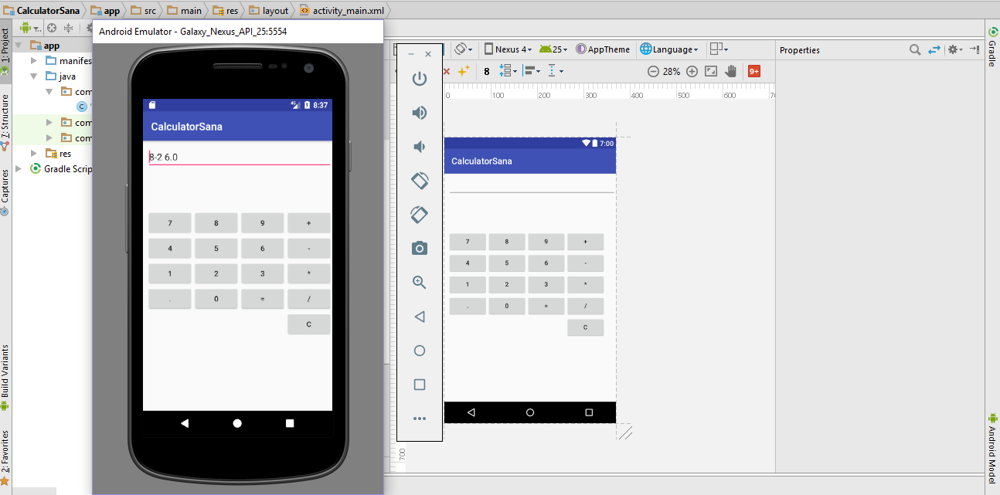 CalculatorSana app src main res layout activity_main.xml
1: Project
7: Structure
Captures
Build Variants
2: Favorites
app
manifes
java
com
C
com
com
res
Gradle Scrip
Android Emulator - Galaxy_Nexus_API_25:5554
4G 8:37
CalculatorSana
8-2 6.0
7 8 9 +
4 5 6 -
1 2 3 *
. 0 = /
C
Nexus 4 25 AppTheme Language
8 28% 9+
0 100 200 300 400 500 600 7
700
7:00
CalculatorSana
7 8 9 +
4 5 6 -
1 2 3 *
. 0 = /
C
Properties
Gradle
Android Model